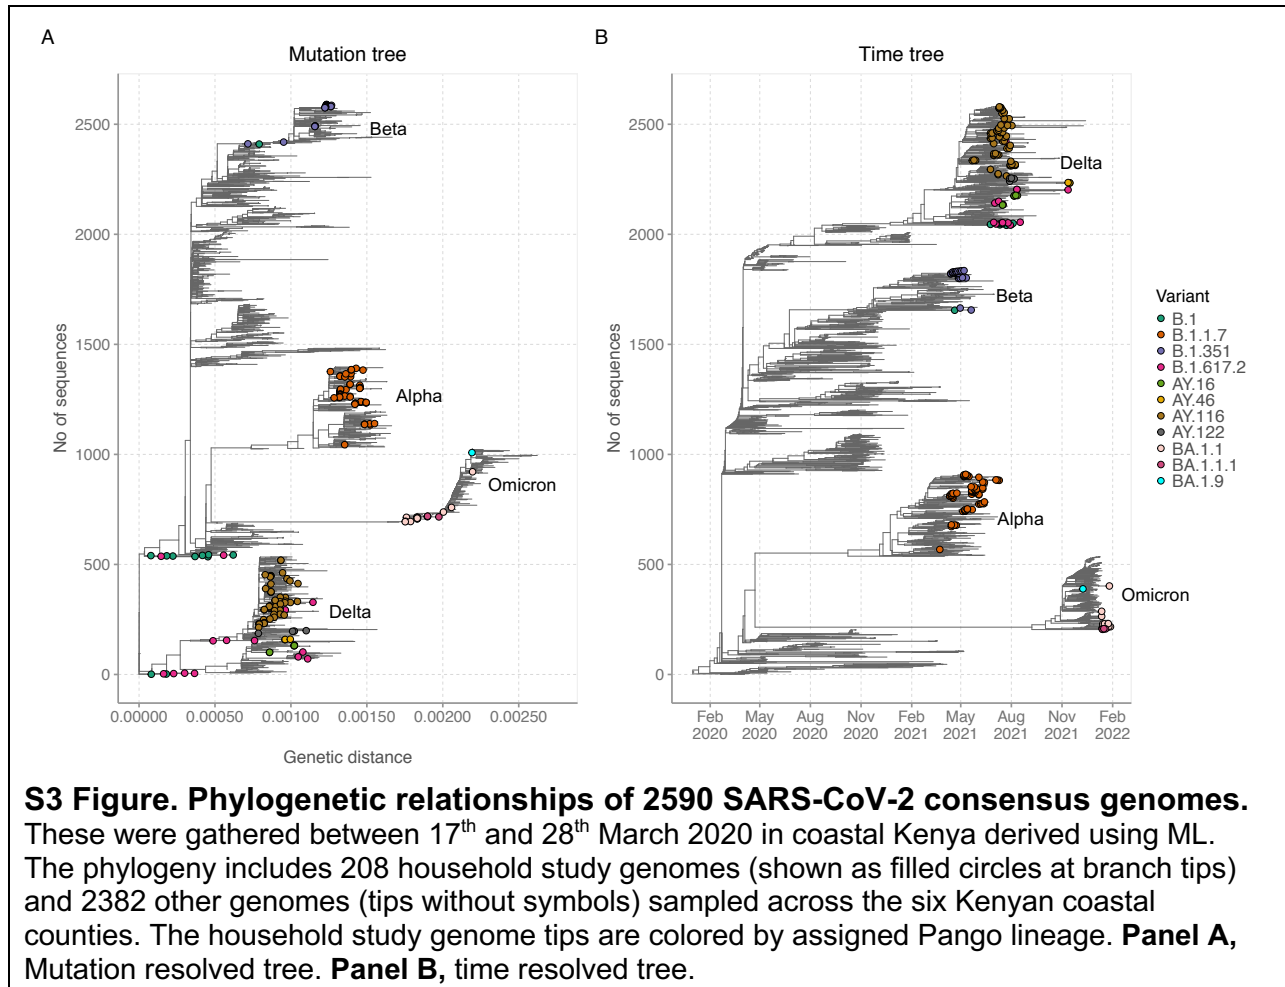 A
B
Mutation tree
Time tree
No of sequences
2500
2000
1500
1000
500
0
Beta
Alpha
Omicron
Delta
0.00000 0.00050 0.00100 0.00150 0.00200 0.00250
Genetic distance
No of sequences
2500
2000
1500
1000
500
0
Delta
Beta
Alpha
Omicron
Feb May Aug Nov Feb May Aug Nov Feb
2020 2020 2020 2020 2021 2021 2021 2021 2022
Variant
B.1
B.1.1.7
B.1.351
B.1.617.2
AY.16
AY.46
AY.116
AY.122
BA.1.1
BA.1.1.1
BA.1.9
S3 Figure. Phylogenetic relationships of 2590 SARS-CoV-2 consensus genomes.
These were gathered between 17th and 28th March 2020 in coastal Kenya derived using ML.
The phylogeny includes 208 household study genomes (shown as filled circles at branch tips)
and 2382 other genomes (tips without symbols) sampled across the six Kenyan coastal
counties. The household study genome tips are colored by assigned Pango lineage. Panel A,
Mutation resolved tree. Panel B, time resolved tree.